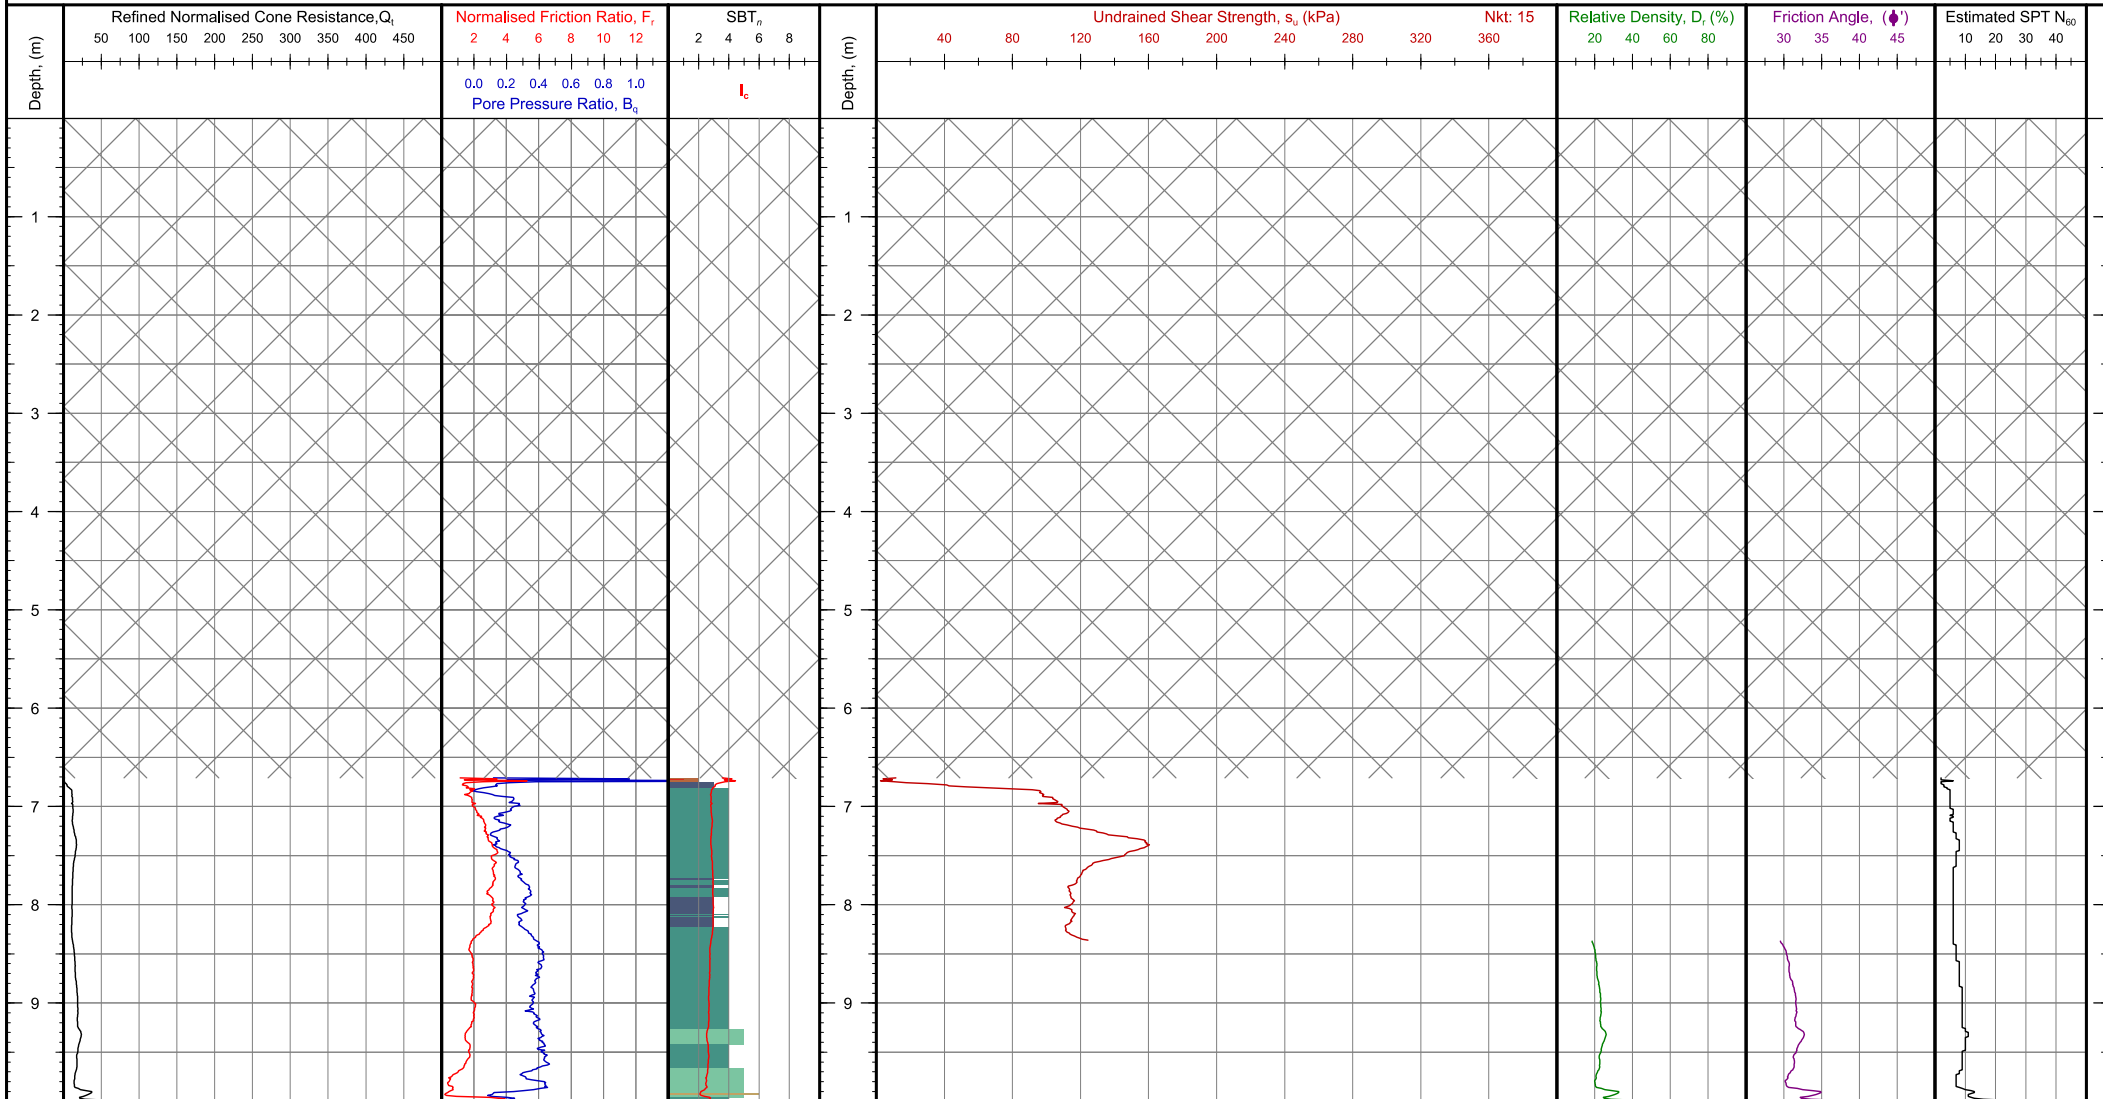 Refined Normalised Cone Resistance,Qt
50 100 150 200 250 300 350 400 450
Normalised Friction Ratio, Fr
2 4 6 8 10 12
0.0 0.2 0.4 0.6 0.8 1.0
Pore Pressure Ratio, Bq
SBTn
2 4 6 8
Ic
Depth, (m)
Depth, (m)
Undrained Shear Strength, su (kPa) Nkt: 15
40 80 120 160 200 240 280 320 360
Relative Density, Dr (%)
20 40 60 80
Friction Angle, (ϕ')
30 35 40 45
Estimated SPT N60
10 20 30 40
1 1
2 2
3 3
4 4
5 5
6 6
7 7
8 8
9 9